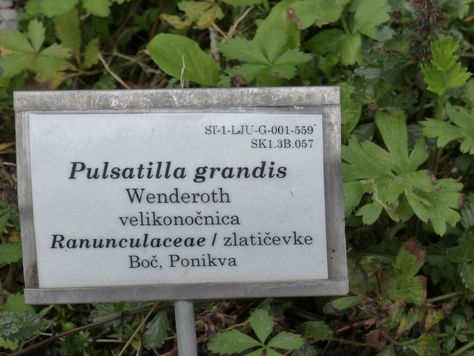 SI-1-LJU-G-001-559
SK1.3B.057
Pulsatilla grandis
Wenderoth
velikonočnica
Ranunculaceae / zlatičevke
Boč, Ponikva